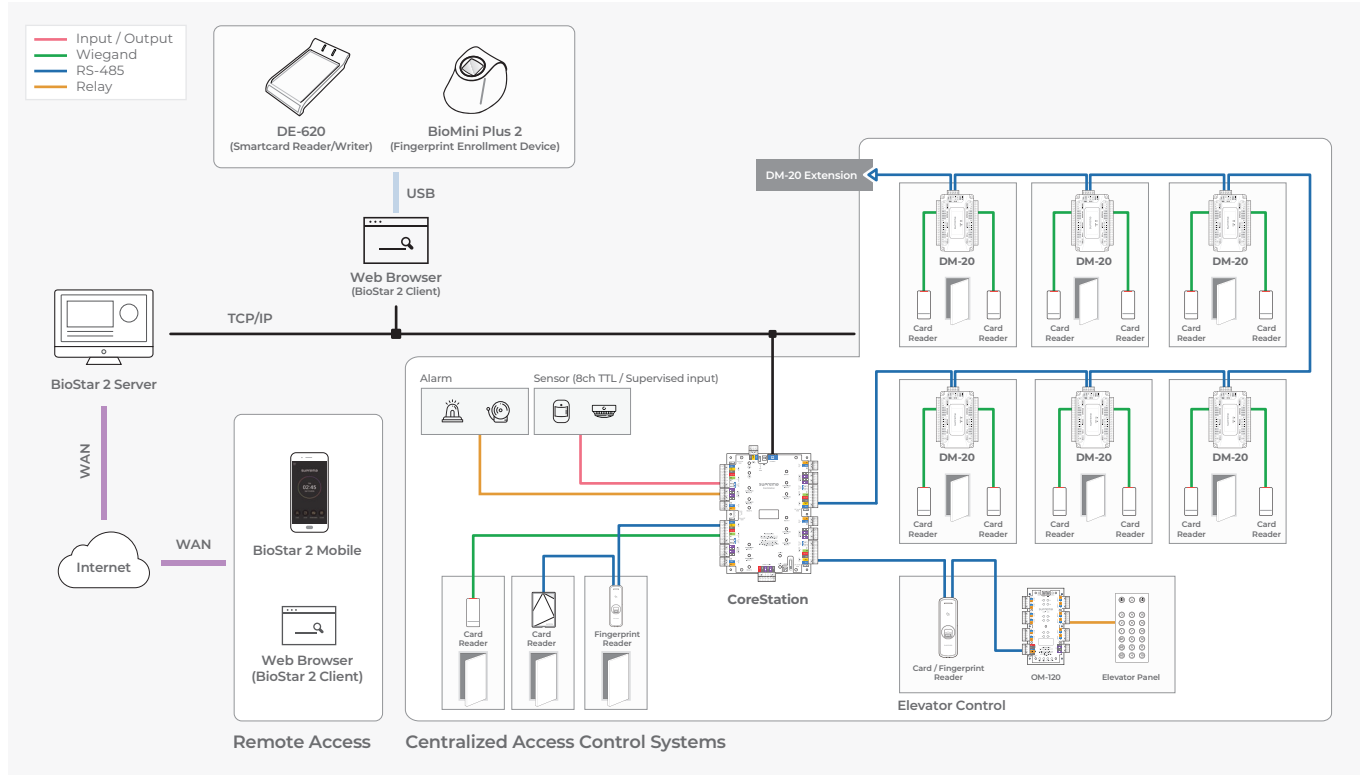 Input / Output
Wiegand
RS-485
Relay
DE-620
(Smartcard Reader/Writer)
BioMini Plus 2
(Fingerprint Enrollment Device)
USB
Web Browser
(BioStar 2 Client)
TCP/IP
BioStar 2 Server
WAN
Internet
WAN
BioStar 2 Mobile
Web Browser
(BioStar 2 Client)
Remote Access
DM-20 Extension
DM-20
DM-20
DM-20
Card
Reader
Card
Reader
Card
Reader
Card
Reader
Card
Reader
Card
Reader
DM-20
DM-20
DM-20
Card
Reader
Card
Reader
Card
Reader
Card
Reader
Card
Reader
Card
Reader
Alarm
Sensor (8ch TTL / Supervised input)
CoreStation
Card
Reader
Card
Reader
Fingerprint
Reader
Card / Fingerprint
Reader
OM-120
Elevator Panel
Elevator Control
Centralized Access Control Systems